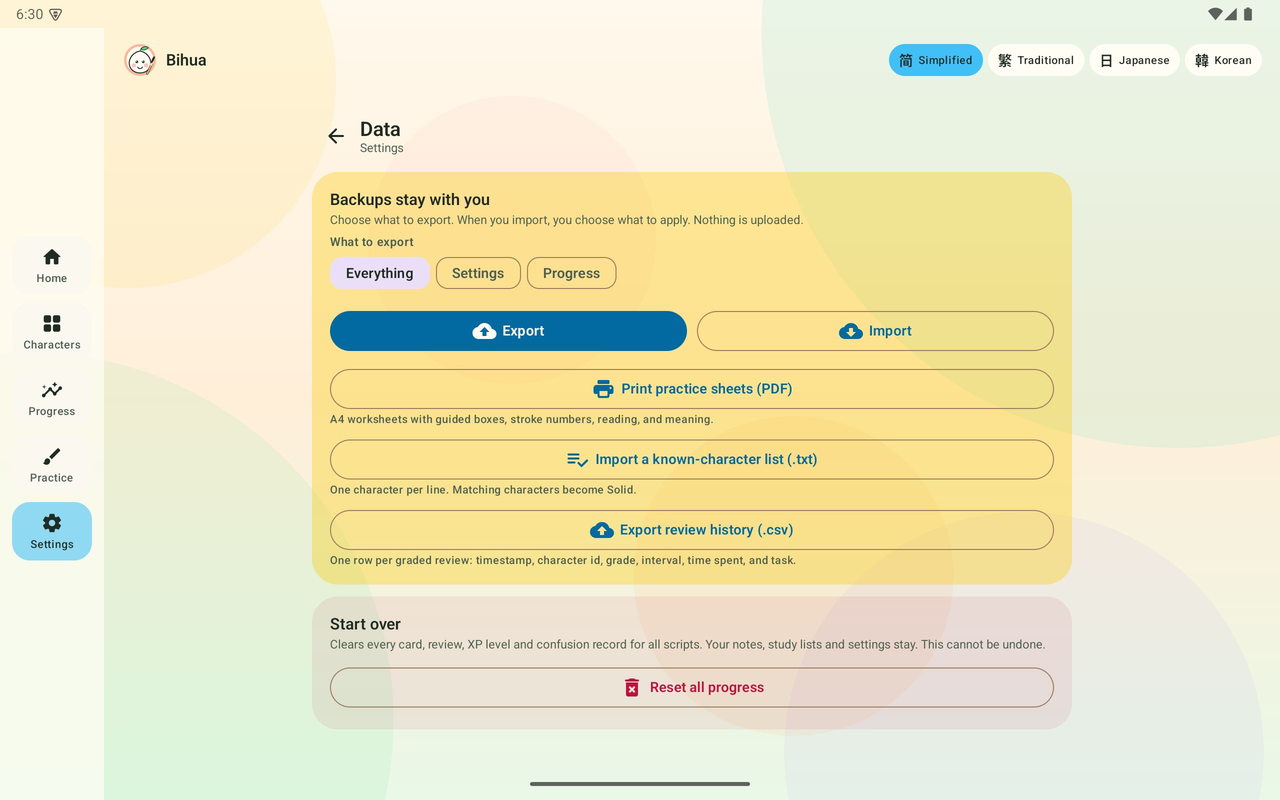 6:30
Bihua
简 Simplified
繁 Traditional
日 Japanese
韓 Korean
Data
Settings
Backups stay with you
Choose what to export. When you import, you choose what to apply. Nothing is uploaded.
What to export
Everything
Settings
Progress
Export
Import
Print practice sheets (PDF)
A4 worksheets with guided boxes, stroke numbers, reading, and meaning.
Import a known-character list (.txt)
One character per line. Matching characters become Solid.
Export review history (.csv)
One row per graded review: timestamp, character id, grade, interval, time spent, and task.
Start over
Clears every card, review, XP level and confusion record for all scripts. Your notes, study lists and settings stay. This cannot be undone.
Reset all progress
Home
Characters
Progress
Practice
Settings